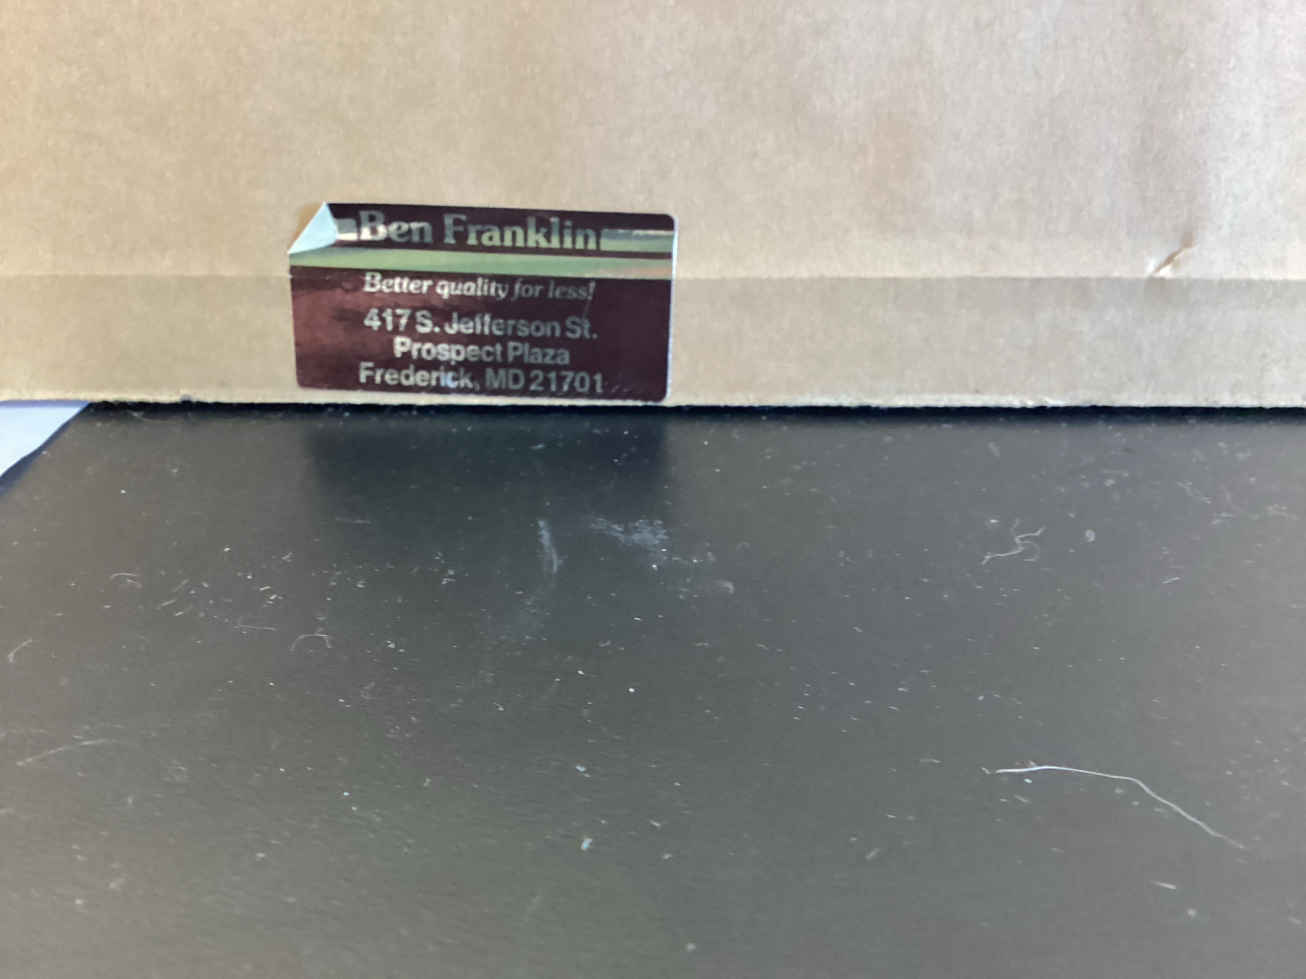 Ben Franklin
Better quality for less!
417 S. Jefferson St.
Prospect Plaza
Frederick, MD 21701